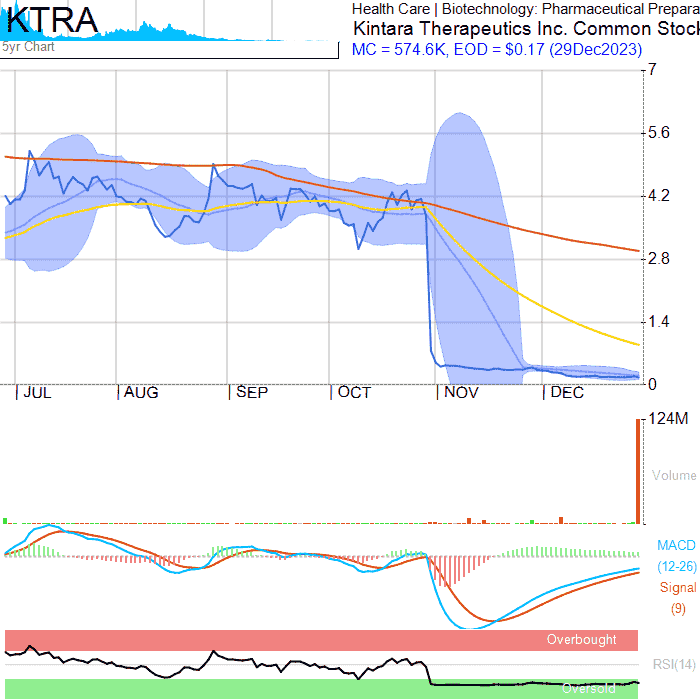 KTRA
5yr Chart
Health Care | Biotechnology: Pharmaceutical Prepara
Kintara Therapeutics Inc. Common Stock
MC = 574.6K, EOD = $0.17 (29Dec2023)
7
5.6
4.2
2.8
1.4
0
JUL AUG SEP OCT NOV DEC
124M
Volume
MACD
(12-26)
Signal
(9)
Overbought
RSI(14)
Oversold